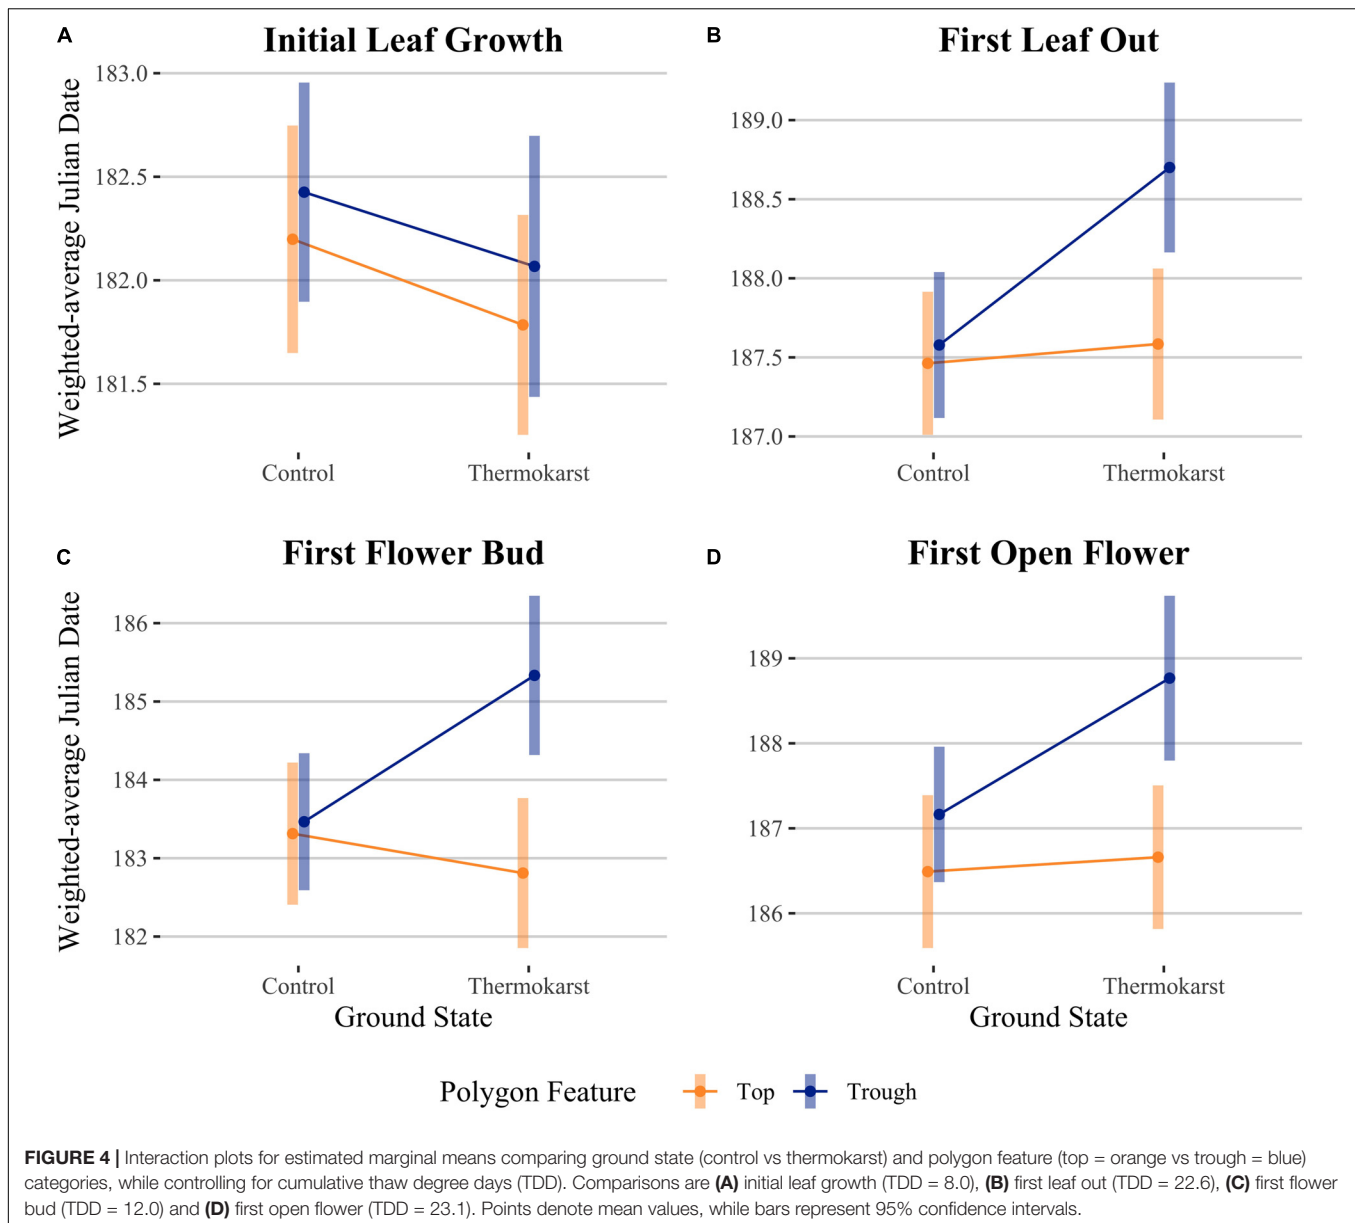 A
Initial Leaf Growth
Weighted-average Julian Date
183.0
182.5
182.0
181.5
Control
Thermokarst
B
First Leaf Out
189.0
188.5
188.0
187.5
187.0
Control
Thermokarst
C
First Flower Bud
Weighted-average Julian Date
186
185
184
183
182
Control
Thermokarst
Ground State
D
First Open Flower
189
188
187
186
Control
Thermokarst
Ground State
Polygon Feature
Top
Trough
FIGURE 4 | Interaction plots for estimated marginal means comparing ground state (control vs thermokarst) and polygon feature (top = orange vs trough = blue)
categories, while controlling for cumulative thaw degree days (TDD). Comparisons are (A) initial leaf growth (TDD = 8.0), (B) first leaf out (TDD = 22.6), (C) first flower
bud (TDD = 12.0) and (D) first open flower (TDD = 23.1). Points denote mean values, while bars represent 95% confidence intervals.